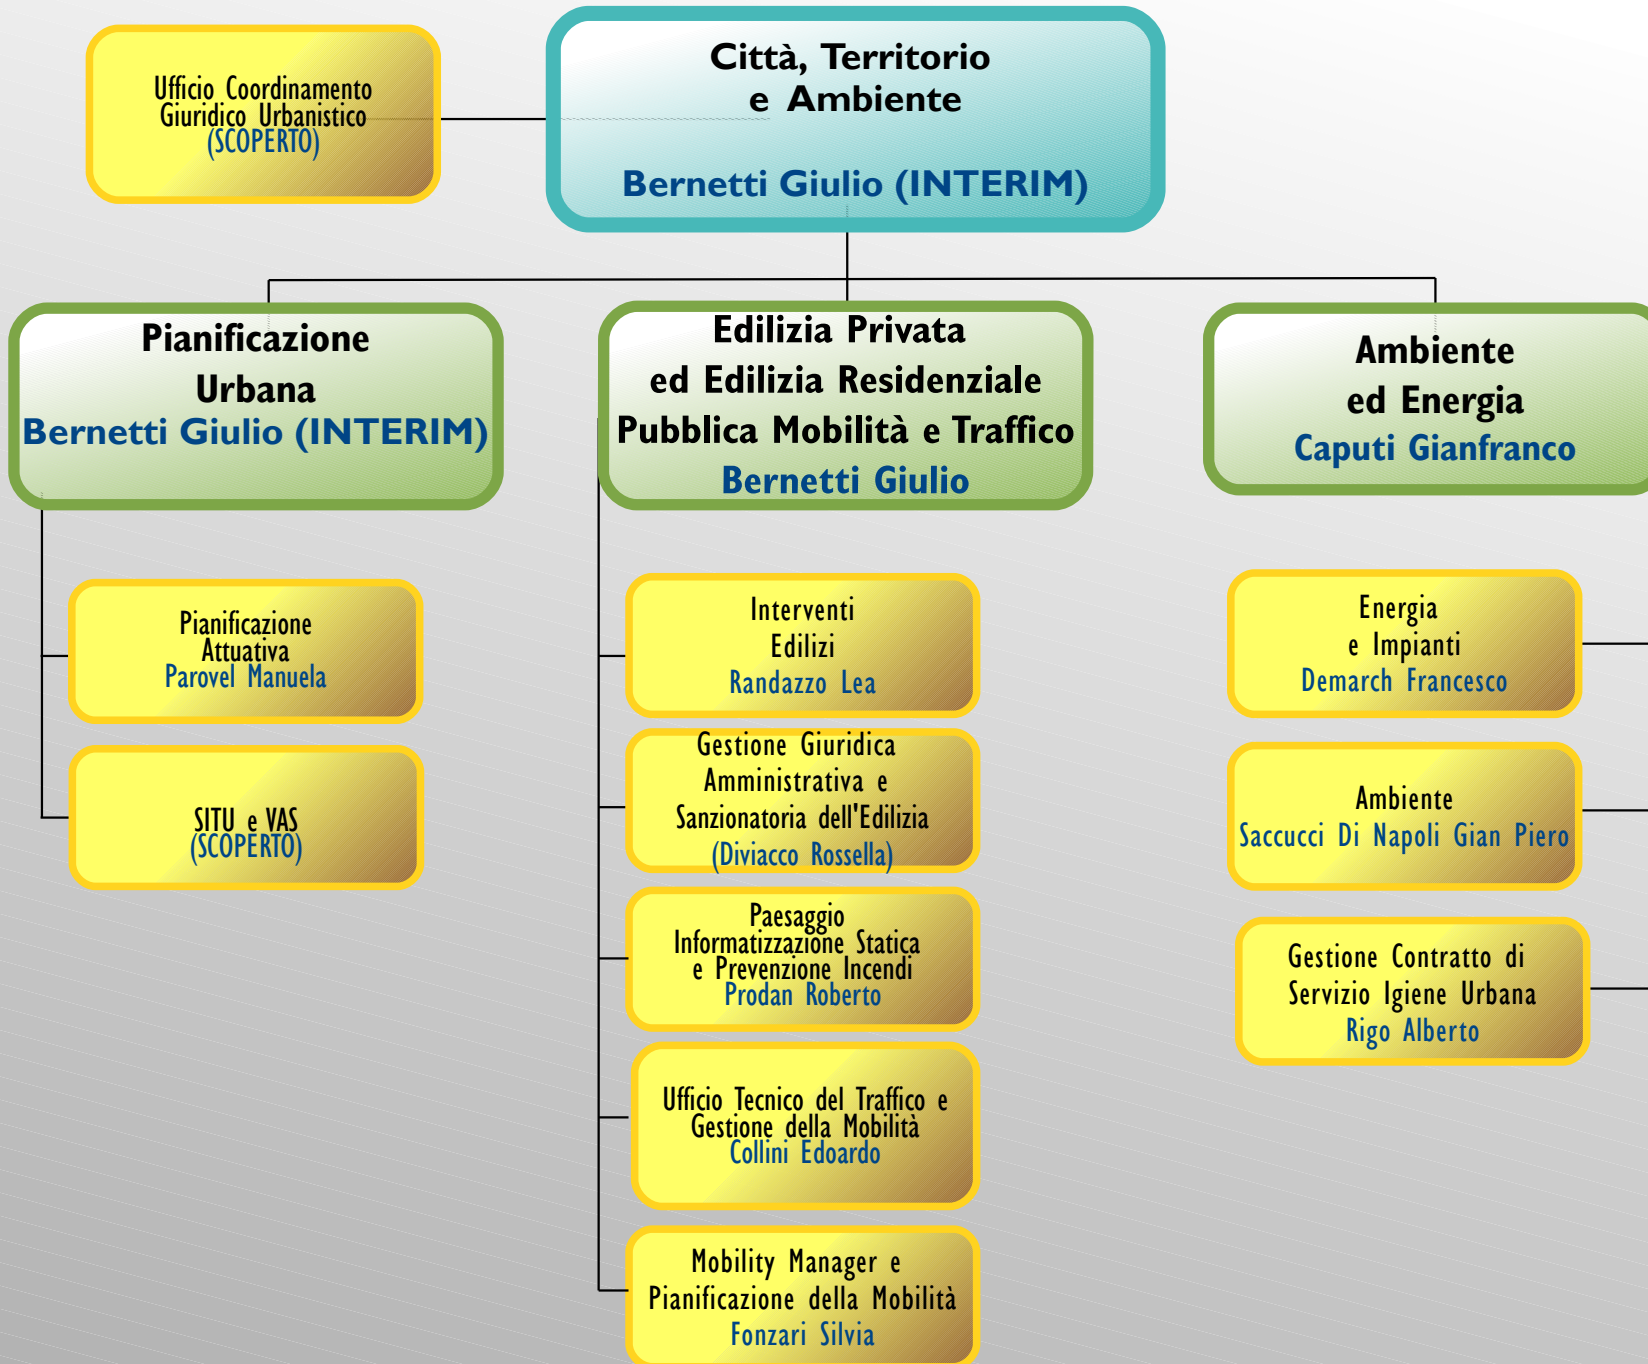 Ufficio Coordinamento
Giuridico Urbanistico
(SCOPERTO)
Città, Territorio
e Ambiente
Bernetti Giulio (INTERIM)
Pianificazione
Urbana
Bernetti Giulio (INTERIM)
Edilizia Privata
ed Edilizia Residenziale
Pubblica Mobilità e Traffico
Bernetti Giulio
Ambiente
ed Energia
Caputi Gianfranco
Pianificazione
Attuativa
Parovel Manuela
SITU e VAS
(SCOPERTO)
Interventi
Edilizi
Randazzo Lea
Gestione Giuridica
Amministrativa e
Sanzionatoria dell'Edilizia
(Diviacco Rossella)
Paesaggio
Informatizzazione Statica
e Prevenzione Incendi
Prodan Roberto
Ufficio Tecnico del Traffico e
Gestione della Mobilità
Collini Edoardo
Mobility Manager e
Pianificazione della Mobilità
Fonzari Silvia
Energia
e Impianti
Demarch Francesco
Ambiente
Saccucci Di Napoli Gian Piero
Gestione Contratto di
Servizio Igiene Urbana
Rigo Alberto